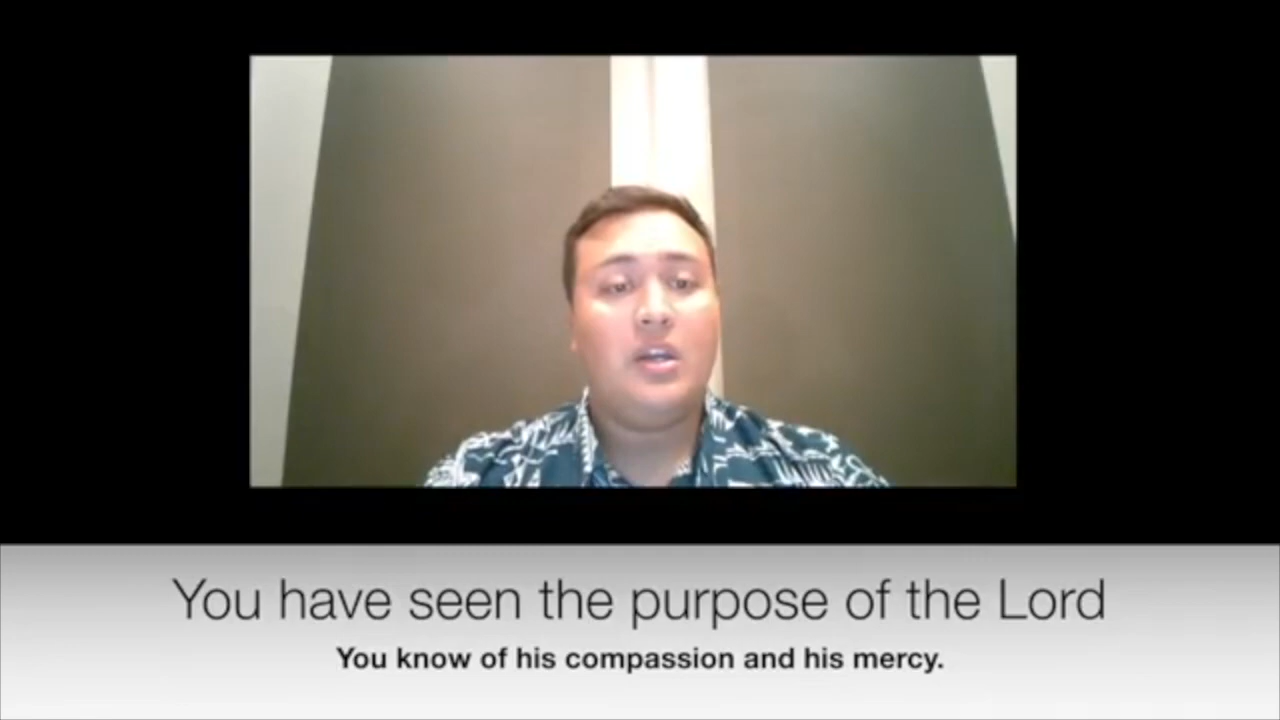 You have seen the purpose of the Lord
You know of his compassion and his mercy.